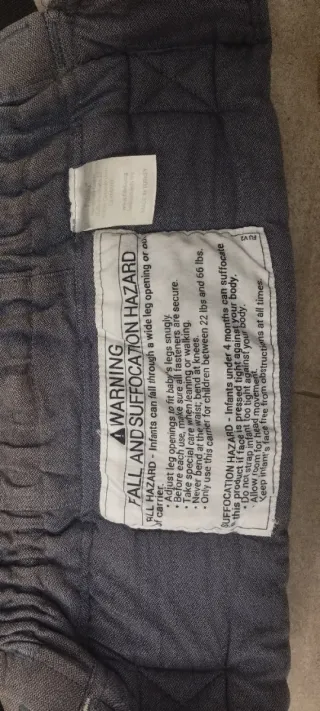 ⚠ WARNING
FALL AND SUFFOCATION HAZARD
FALL HAZARD - Infants can fall through a wide leg opening or out
of carrier.
• Adjust leg openings to fit baby's legs snugly.
• Before each use, make sure all fasteners are secure.
• Take special care when leaning or walking.
• Never bend at the waist; bend at knees.
• Only use this carrier for children between 22 lbs and 66 lbs.
SUFFOCATION HAZARD - Infants under 4 months can suffocate
this product if face is pressed tight against your body.
• Do not strap infant too tight against your body.
Allow room for head movement.
Keep infant's face free from obstructions at all times.